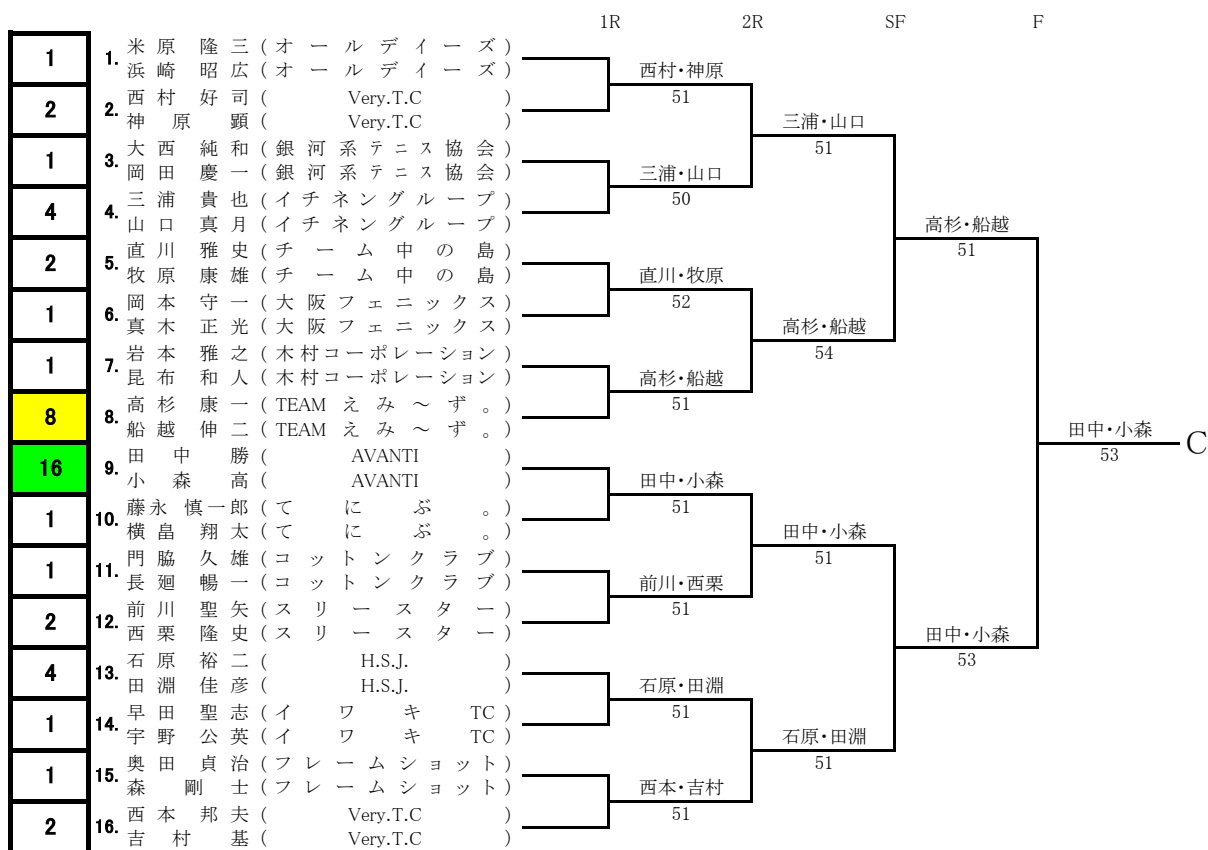 1R 2R SF F
1 1. 米原 隆三 (オールデイーズ)
浜崎 昭広 (オールデイーズ)
西村・神原
51
2 2. 西村 好司 (Very.T.C)
神原 顕 (Very.T.C)
三浦・山口
51
1 3. 大西 純和 (銀河系テニス協会)
岡田 慶一 (銀河系テニス協会)
三浦・山口
50
4 4. 三浦 貴也 (イチネングループ)
山口 真月 (イチネングループ)
高杉・船越
51
2 5. 直川 雅史 (チーム中の島)
牧原 康雄 (チーム中の島)
直川・牧原
52
1 6. 岡本 守一 (大阪フェニックス)
真木 正光 (大阪フェニックス)
高杉・船越
54
1 7. 岩本 雅之 (木村コーポレーション)
昆布 和人 (木村コーポレーション)
高杉・船越
51
8 8. 高杉 康一 (TEAMえみ~ず。)
船越 伸二 (TEAMえみ~ず。)
田中・小森 C
53
16 9. 田中 勝 (AVANTI)
小森 高 (AVANTI)
田中・小森
51
1 10. 藤永 慎一郎 (てにぶ。)
横畠 翔太 (てにぶ。)
田中・小森
51
1 11. 門脇 久雄 (コットンクラブ)
長廻 暢一 (コットンクラブ)
前川・西栗
51
2 12. 前川 聖矢 (スリースター)
西栗 隆史 (スリースター)
田中・小森
53
4 13. 石原 裕二 (H.S.J.)
田淵 佳彦 (H.S.J.)
石原・田淵
51
1 14. 早田 聖志 (イワキTC)
宇野 公英 (イワキTC)
石原・田淵
51
1 15. 奥田 貞治 (フレームショット)
森 剛士 (フレームショット)
西本・吉村
51
2 16. 西本 邦夫 (Very.T.C)
吉村 基 (Very.T.C)